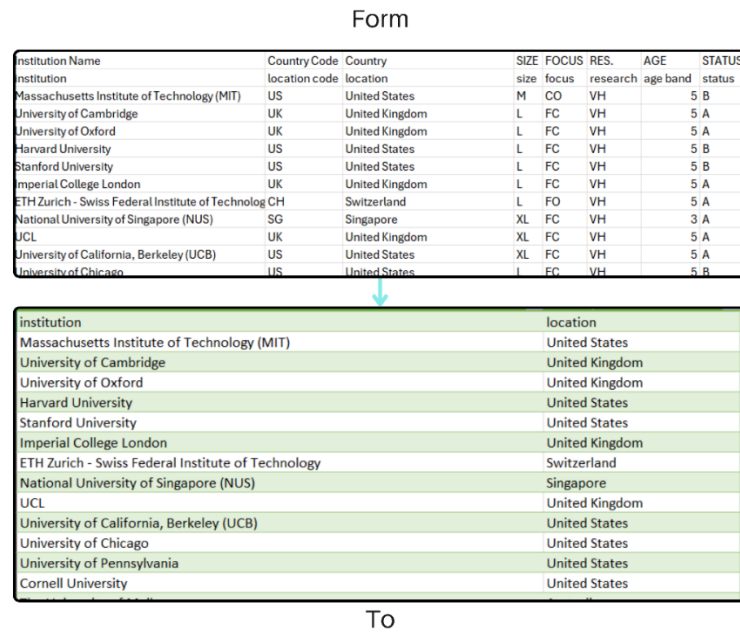 Form
Institution Name Country Code Country SIZE FOCUS RES. AGE STATUS
institution location code location size focus research age band status
Massachusetts Institute of Technology (MIT) US United States M CO VH 5 B
University of Cambridge UK United Kingdom L FC VH 5 A
University of Oxford UK United Kingdom L FC VH 5 A
Harvard University US United States L FC VH 5 B
Stanford University US United States L FC VH 5 B
Imperial College London UK United Kingdom L FC VH 5 A
ETH Zurich - Swiss Federal Institute of Technolog CH Switzerland L FO VH 5 A
National University of Singapore (NUS) SG Singapore XL FC VH 3 A
UCL UK United Kingdom XL FC VH 5 A
University of California, Berkeley (UCB) US United States XL FC VH 5 A
University of Chicago US United States L FC VH 5 B
institution location
Massachusetts Institute of Technology (MIT) United States
University of Cambridge United Kingdom
University of Oxford United Kingdom
Harvard University United States
Stanford University United States
Imperial College London United Kingdom
ETH Zurich - Swiss Federal Institute of Technology Switzerland
National University of Singapore (NUS) Singapore
UCL United Kingdom
University of California, Berkeley (UCB) United States
University of Chicago United States
University of Pennsylvania United States
Cornell University United States
To